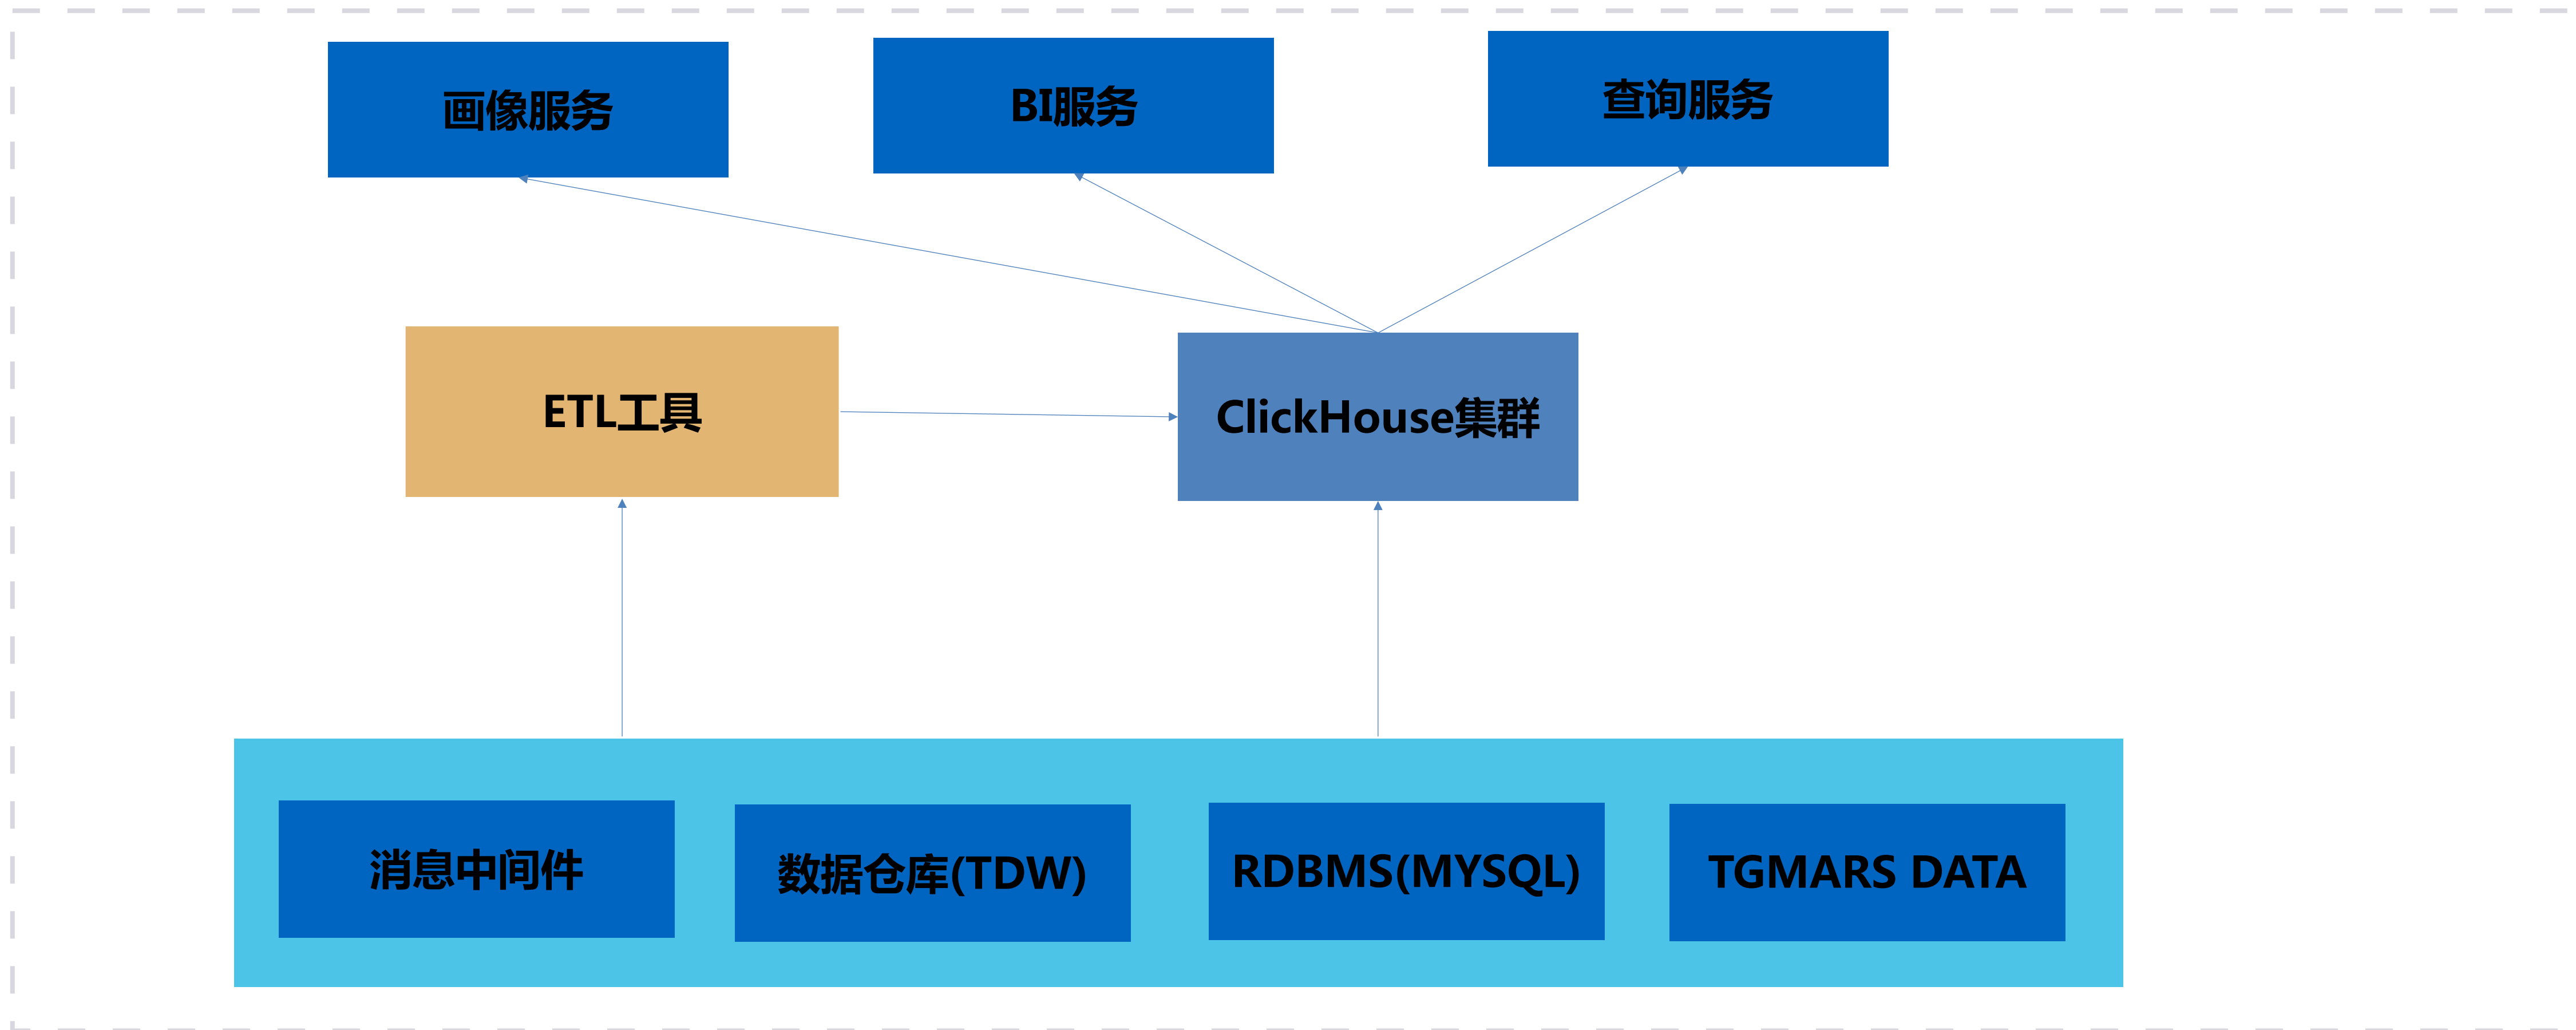 画像服务
BI服务
查询服务
ETL工具
ClickHouse集群
消息中间件
数据仓库(TDW)
RDBMS(MYSQL)
TGMARS DATA